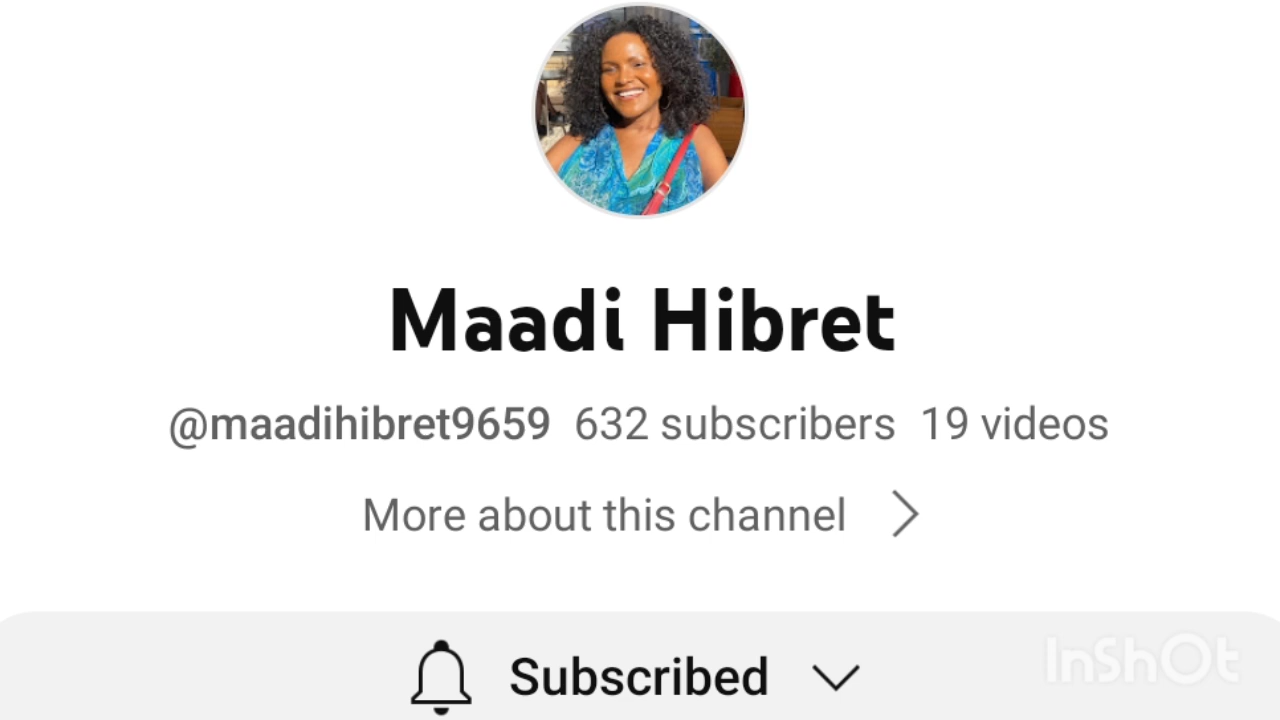 Maadi Hibret
@maadihibret9659 632 subscribers 19 videos
More about this channel
Subscribed
InShOt